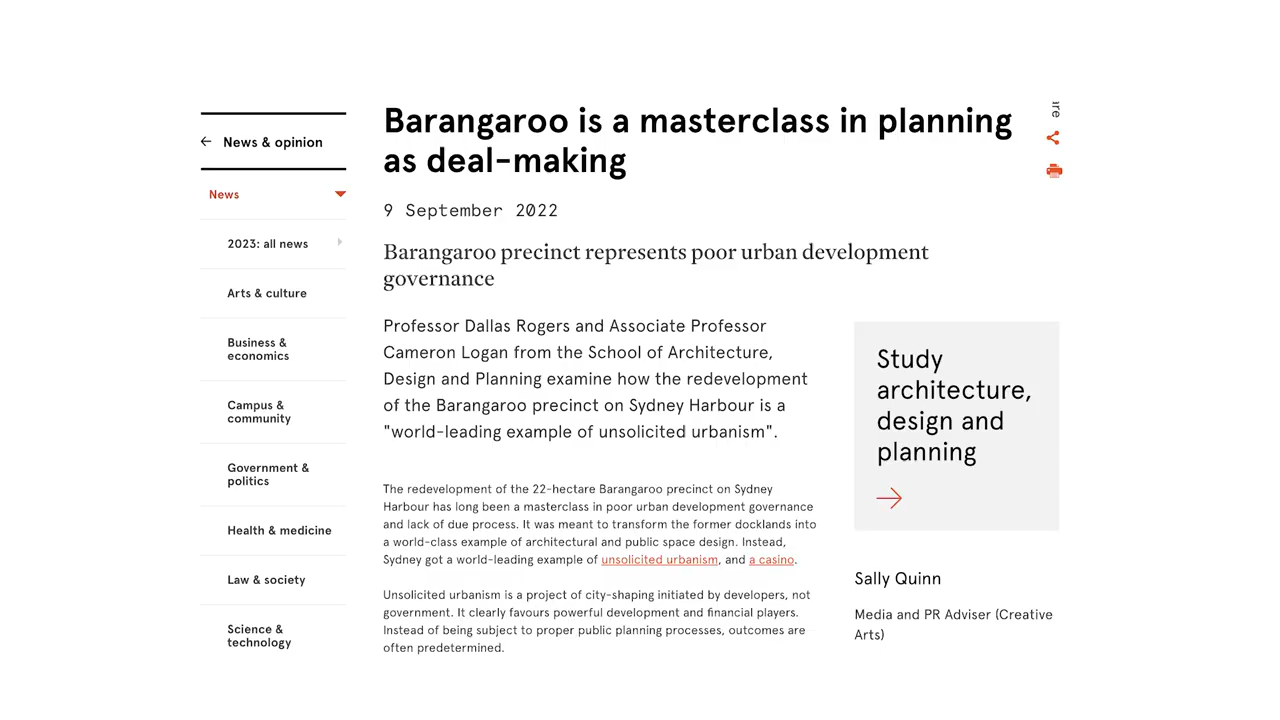 Barangaroo is a masterclass in planning
as deal-making
9 September 2022
Barangaroo precinct represents poor urban development
governance
Professor Dallas Rogers and Associate Professor
Cameron Logan from the School of Architecture,
Design and Planning examine how the redevelopment
of the Barangaroo precinct on Sydney Harbour is a
"world-leading example of unsolicited urbanism".
The redevelopment of the 22-hectare Barangaroo precinct on Sydney
Harbour has long been a masterclass in poor urban development governance
and lack of due process. It was meant to transform the former docklands into
a world-class example of architectural and public space design. Instead,
Sydney got a world-leading example of unsolicited urbanism, and a casino.
Unsolicited urbanism is a project of city-shaping initiated by developers, not
government. It clearly favours powerful development and financial players.
Instead of being subject to proper public planning processes, outcomes are
often predetermined.
News & opinion
News
2023: all news
Arts & culture
Business &
economics
Campus &
community
Government &
politics
Health & medicine
Law & society
Science &
technology
Study
architecture,
design and
planning
Sally Quinn
Media and PR Adviser (Creative
Arts)